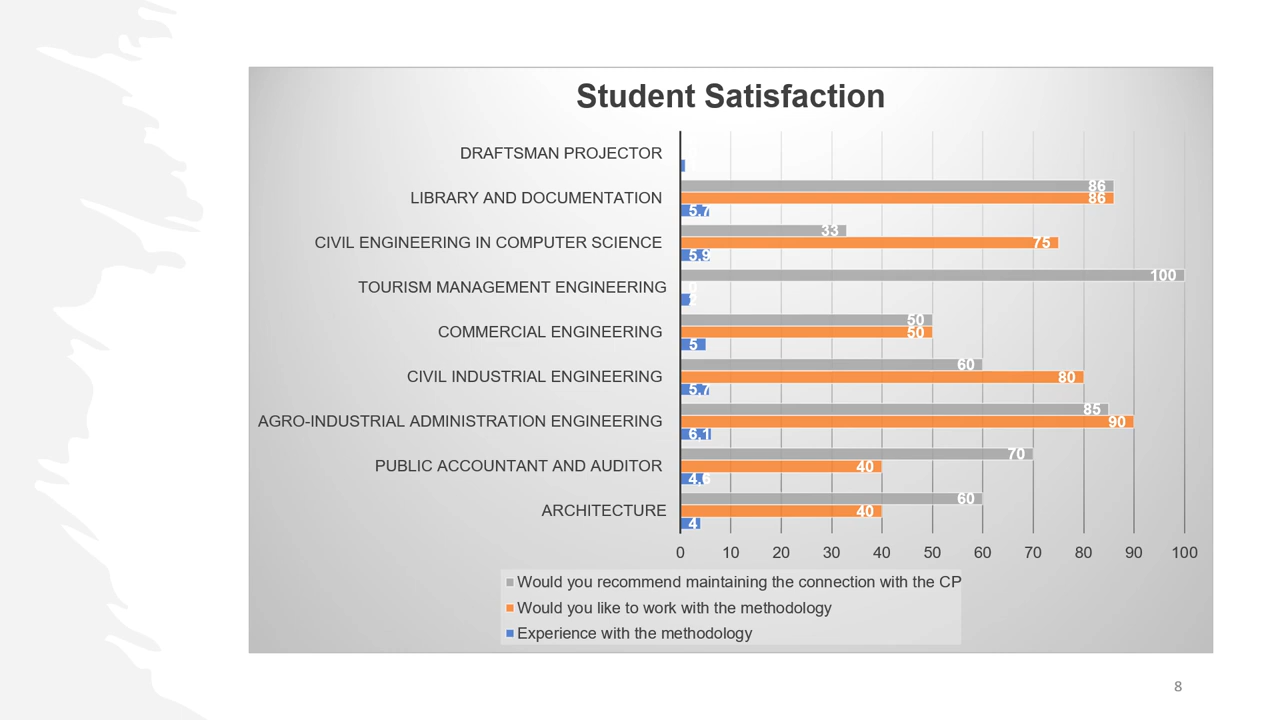 Student Satisfaction
DRAFTSMAN PROJECTOR
LIBRARY AND DOCUMENTATION
86
86
5.7
CIVIL ENGINEERING IN COMPUTER SCIENCE
33
75
5.9
TOURISM MANAGEMENT ENGINEERING
100
0
2
COMMERCIAL ENGINEERING
50
50
5
CIVIL INDUSTRIAL ENGINEERING
60
80
5.7
AGRO-INDUSTRIAL ADMINISTRATION ENGINEERING
85
90
6.1
PUBLIC ACCOUNTANT AND AUDITOR
70
40
4.6
ARCHITECTURE
60
40
4
0 10 20 30 40 50 60 70 80 90 100
Would you recommend maintaining the connection with the CP
Would you like to work with the methodology
Experience with the methodology
8